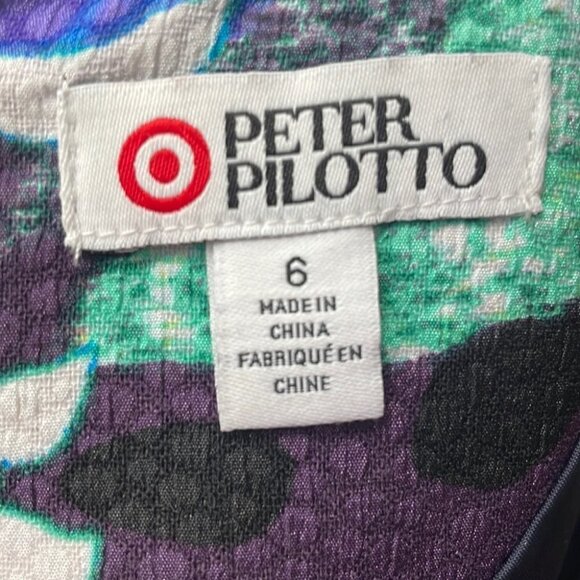 PETER
PILOTTO
6
MADE IN
CHINA
FABRIQUÉ EN
CHINE